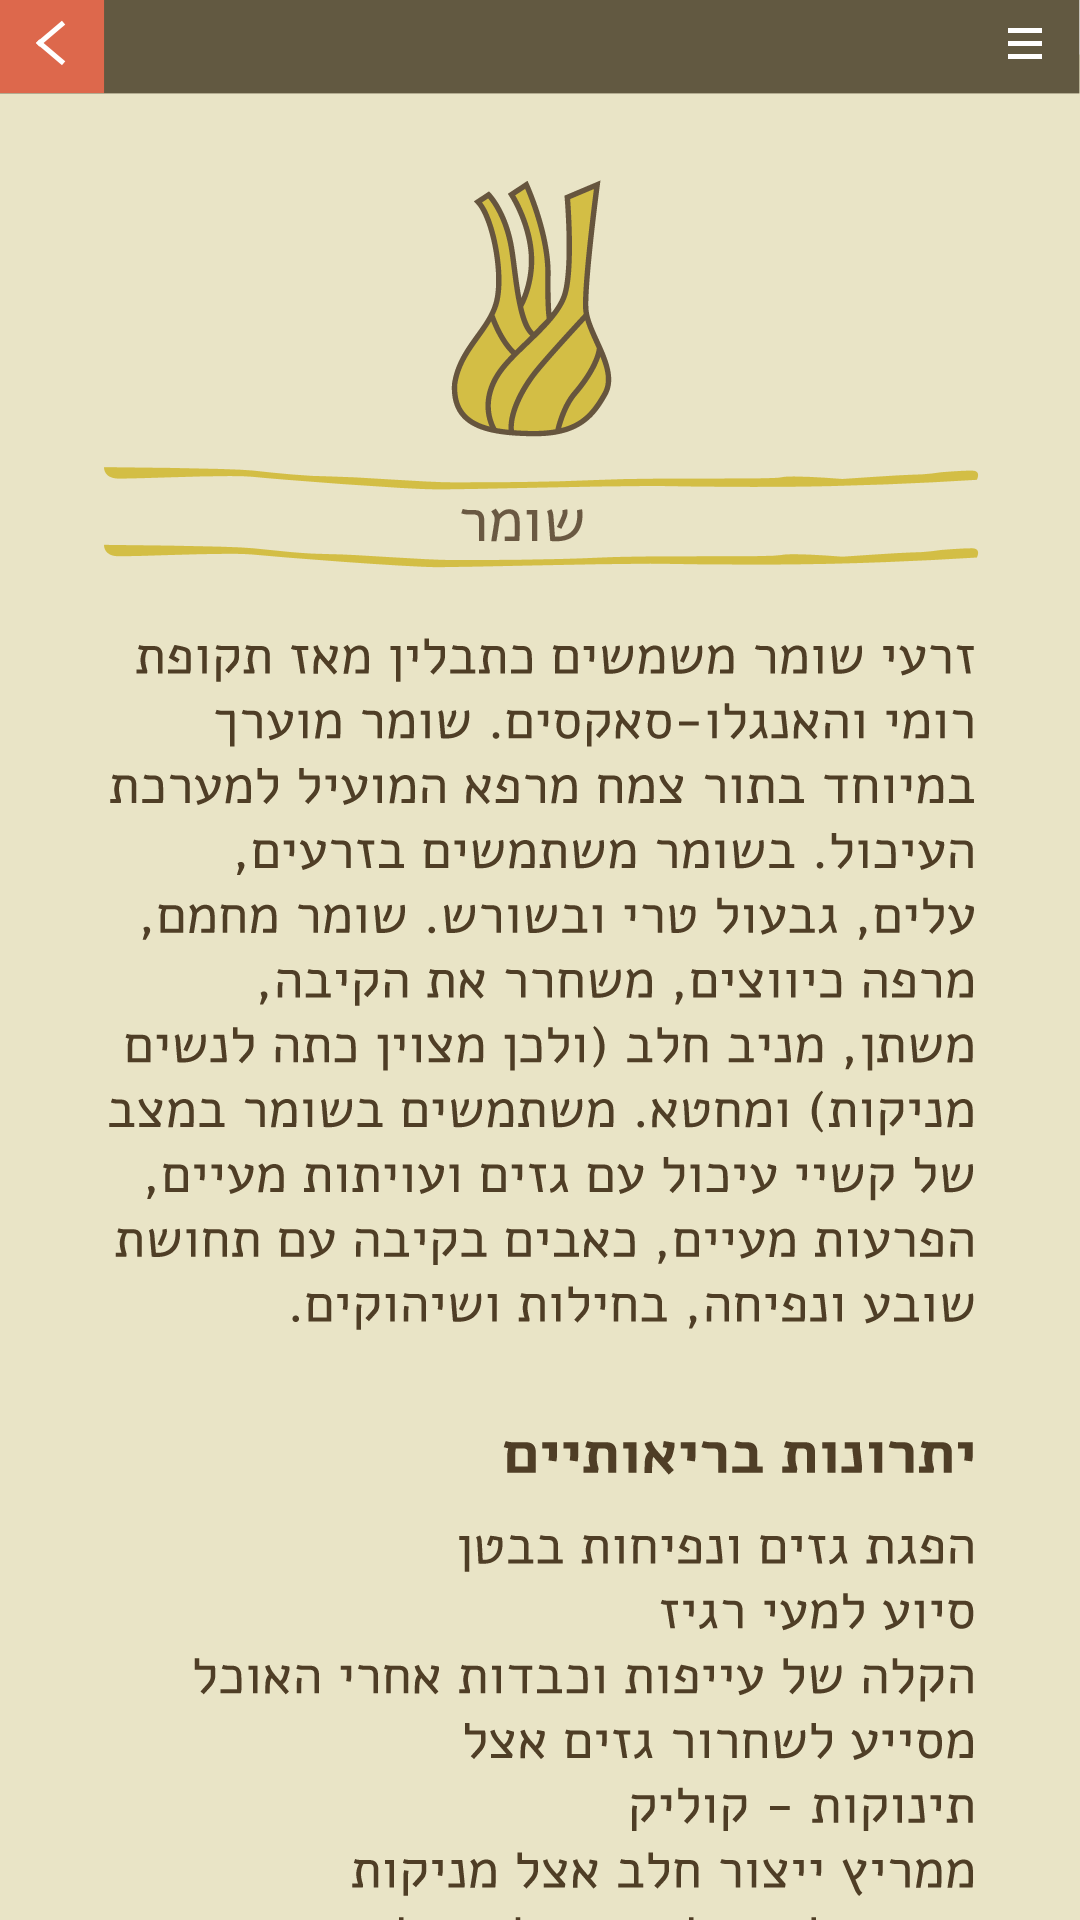 שומר
זרעי שומר משמשים כתבלין מאז תקופת
רומי והאנגלו-סאקסים. שומר מוערך
במיוחד בתור צמח מרפא המועיל למערכת
העיכול. בשומר משתמשים בזרעים,
עלים, גבעול טרי ובשורש. שומר מחמם,
מרפה כיווצים, משחרר את הקיבה,
משתן, מניב חלב (ולכן מצוין כתה לנשים
מניקות) ומחטא. משתמשים בשומר במצב
של קשיי עיכול עם גזים ועויתות מעיים,
הפרעות מעיים, כאבים בקיבה עם תחושת
שובע ונפיחה, בחילות ושיהוקים.
יתרונות בריאותיים
הפגת גזים ונפיחות בבטן
סיוע למעי רגיז
הקלה של עייפות וכבדות אחרי האוכל
מסייע לשחרור גזים אצל
תינוקות - קוליק
ממריץ ייצור חלב אצל מניקות